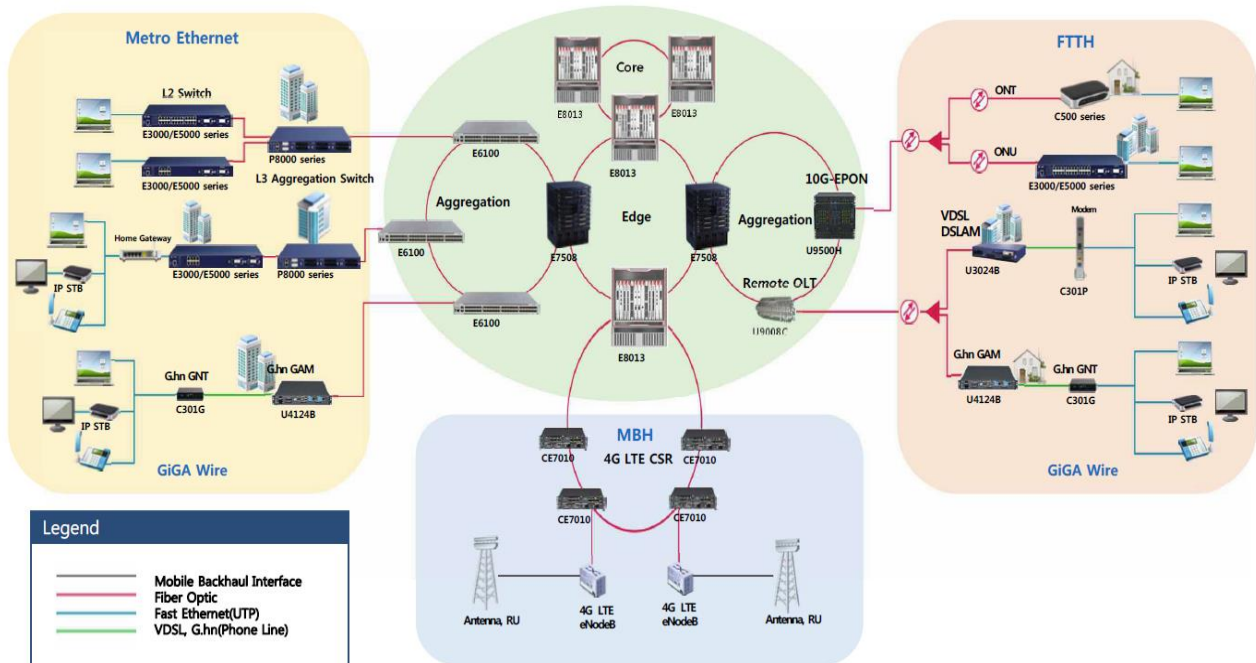 Metro Ethernet
L2 Switch
E3000/E5000 series
P8000 series
E3000/E5000 series
L3 Aggregation Switch
Home Gateway
E3000/E5000 series
P8000 series
IP STB
G.hn GNT
G.hn GAM
C301G
U4124B
IP STB
GiGA Wire
Core
E8013
E8013
E8013
E6100
Aggregation
E6100
E6100
E7508
Edge
E7508
Aggregation
10G-EPON
U9500H
Remote OLT
U9008C
E8013
FTTH
ONT
C500 series
ONU
E3000/E5000 series
VDSL
DSLAM
Modem
U3024B
C301P
IP STB
G.hn GAM
G.hn GNT
U4124B
C301G
IP STB
GiGA Wire
MBH
4G LTE CSR
CE7010
CE7010
CE7010
CE7010
Antenna, RU
4G LTE
eNodeB
4G LTE
eNodeB
Antenna, RU
Legend
Mobile Backhaul Interface
Fiber Optic
Fast Ethernet(UTP)
VDSL, G.hn(Phone Line)